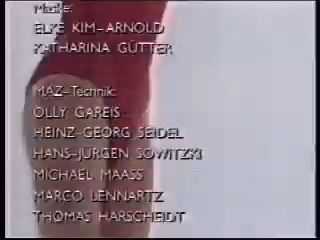 Maske:
ELKE KIM-ARNOLD
KATHARINA GÜTTER
MAZ-Technik:
OLLY GAREIS
HEINZ-GEORG SEIDEL
HANS-JÜRGEN SOWITZKI
MICHAEL MAASS
MARCO LENNARTZ
THOMAS HARSCHEIDT